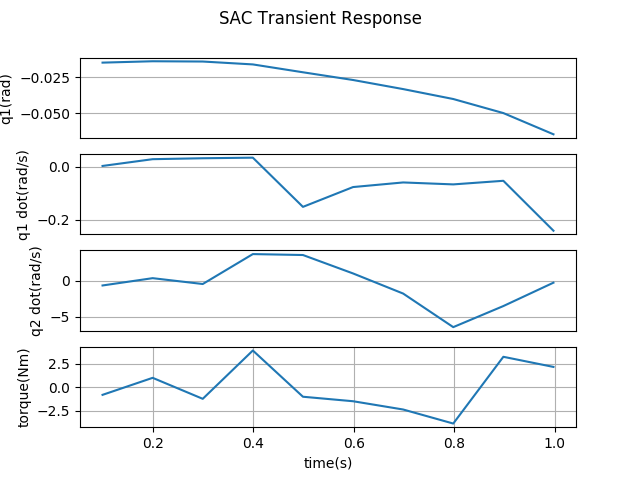 SAC Transient Response
q1(rad)
−0.025
−0.050
q1 dot(rad/s)
0.0
−0.2
q2 dot(rad/s)
0
−5
torque(Nm)
2.5
0.0
−2.5
0.2 0.4 0.6 0.8 1.0
time(s)